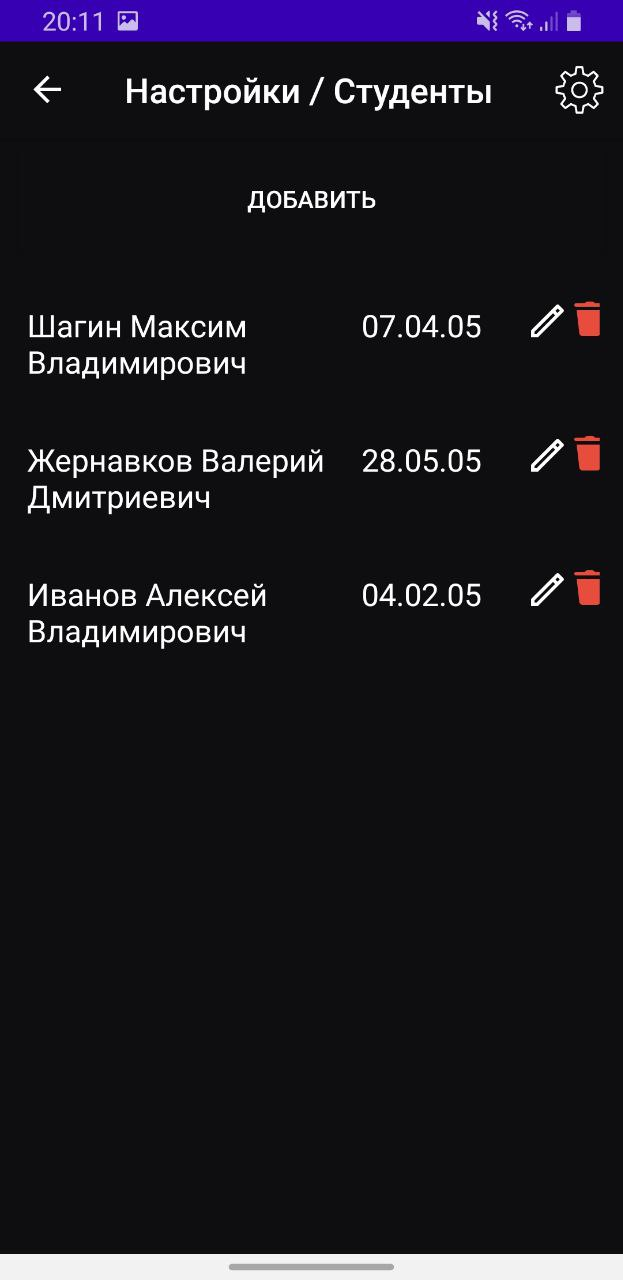 20:11
Настройки / Студенты
ДОБАВИТЬ
Шагин Максим 07.04.05
Владимирович
Жернавков Валерий 28.05.05
Дмитриевич
Иванов Алексей 04.02.05
Владимирович